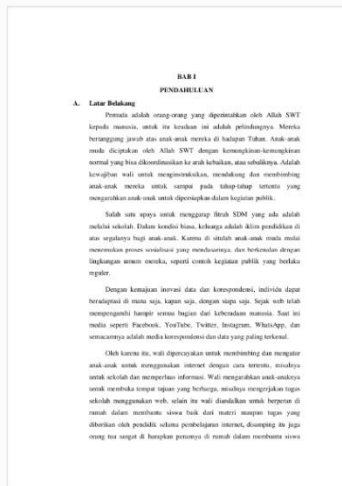 BAB I
PENDAHULUAN
A. Latar Belakang
Pemuda adalah orang-orang yang diperintahkan oleh Allah SWT
kepada manusia, untuk itu keadaan ini adalah pelindungnya. Mereka
bertanggung jawab atas anak-anak mereka di hadapan Tuhan. Anak-anak
muda diciptakan oleh Allah SWT dengan kemungkinan-kemungkinan
normal yang bisa dikoordinasikan ke arah kebaikan, atau sebaliknya. Adalah
kewajiban wali untuk menginstruksikan, mendukung dan membimbing
anak-anak mereka untuk sampai pada tahap-tahap tertentu yang
mengarahkan anak-anak untuk dipersiapkan dalam kegiatan publik.
Salah satu upaya untuk menggarap fitrah SDM yang ada adalah
melalui sekolah. Dalam kondisi biasa, keluarga adalah iklim pendidikan di
atas segalanya bagi anak-anak. Karena di situlah anak-anak muda mulai
menemukan proses sosialisasi yang mendasarinya, dan berkenalan dengan
lingkungan umum mereka, seperti contoh kegiatan publik yang berlaku
reguler.
Dengan kemajuan inovasi data dan korespondensi, individu dapat
beradaptasi di mana saja, kapan saja, dengan siapa saja. Sejak web telah
mempengaruhi hampir semua bagian dari keberadaan manusia. Saat ini
media seperti Facebook, YouTube, Twitter, Instagram, WhatsApp, dan
semacamnya adalah media korespondensi dan data yang paling terkenal.
Oleh karena itu, wali dipercayakan untuk membimbing dan mengatur
anak-anak untuk menggunakan internet dengan cara tertentu, misalnya
untuk sekolah dan memperluas informasi. Wali mengarahkan anak-anaknya
untuk membuka tempat tujuan yang berharga, misalnya mengerjakan tugas
sekolah menggunakan web, selain itu wali diandalkan untuk berperan di
rumah dalam membantu siswa baik dari materi maupun tugas yang
diberikan oleh pendidik selama pembelajaran internet, disamping itu juga
orang tua sangat di harapkan perannya di rumah dalam membantu siswa